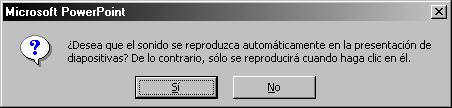 Microsoft PowerPoint
¿Desea que el sonido se reproduzca automáticamente en la presentación de
diapositivas? De lo contrario, sólo se reproducirá cuando haga clic en él.
Sí
No